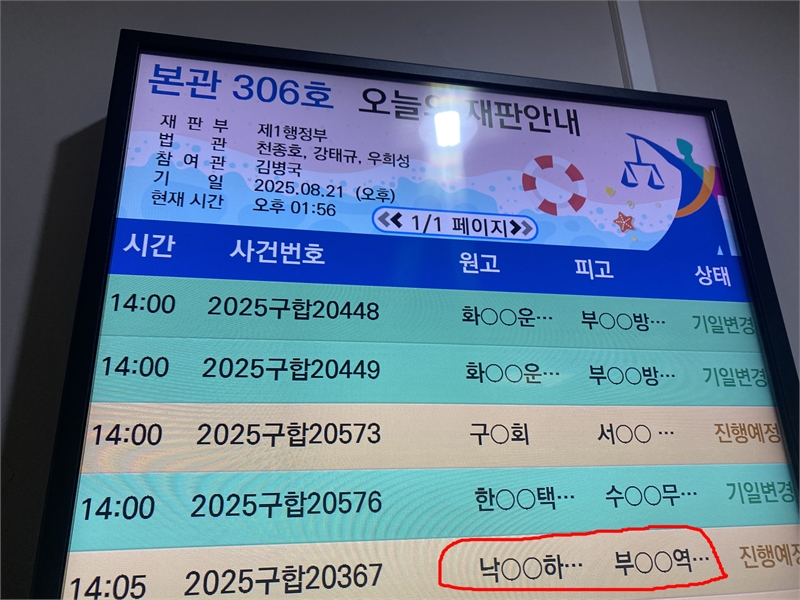 본관 306호 오늘의 재판안내
재 판 부 제1행정부
법 관 천종호, 강태규, 우희성
참 여 관 김병국
기 일 2025.08.21 (오후)
현재 시간 오후 01:56
1/1 페이지
시간 사건번호 원고 피고 상태
14:00 2025구합20448 화○○운… 부○○방… 기일변경
14:00 2025구합20449 화○○운… 부○○방… 기일변경
14:00 2025구합20573 구○회 서○○ … 진행예정
14:00 2025구합20576 한○○택… 수○○무… 기일변경
14:05 2025구합20367 낙○○하… 부○○역… 진행예정